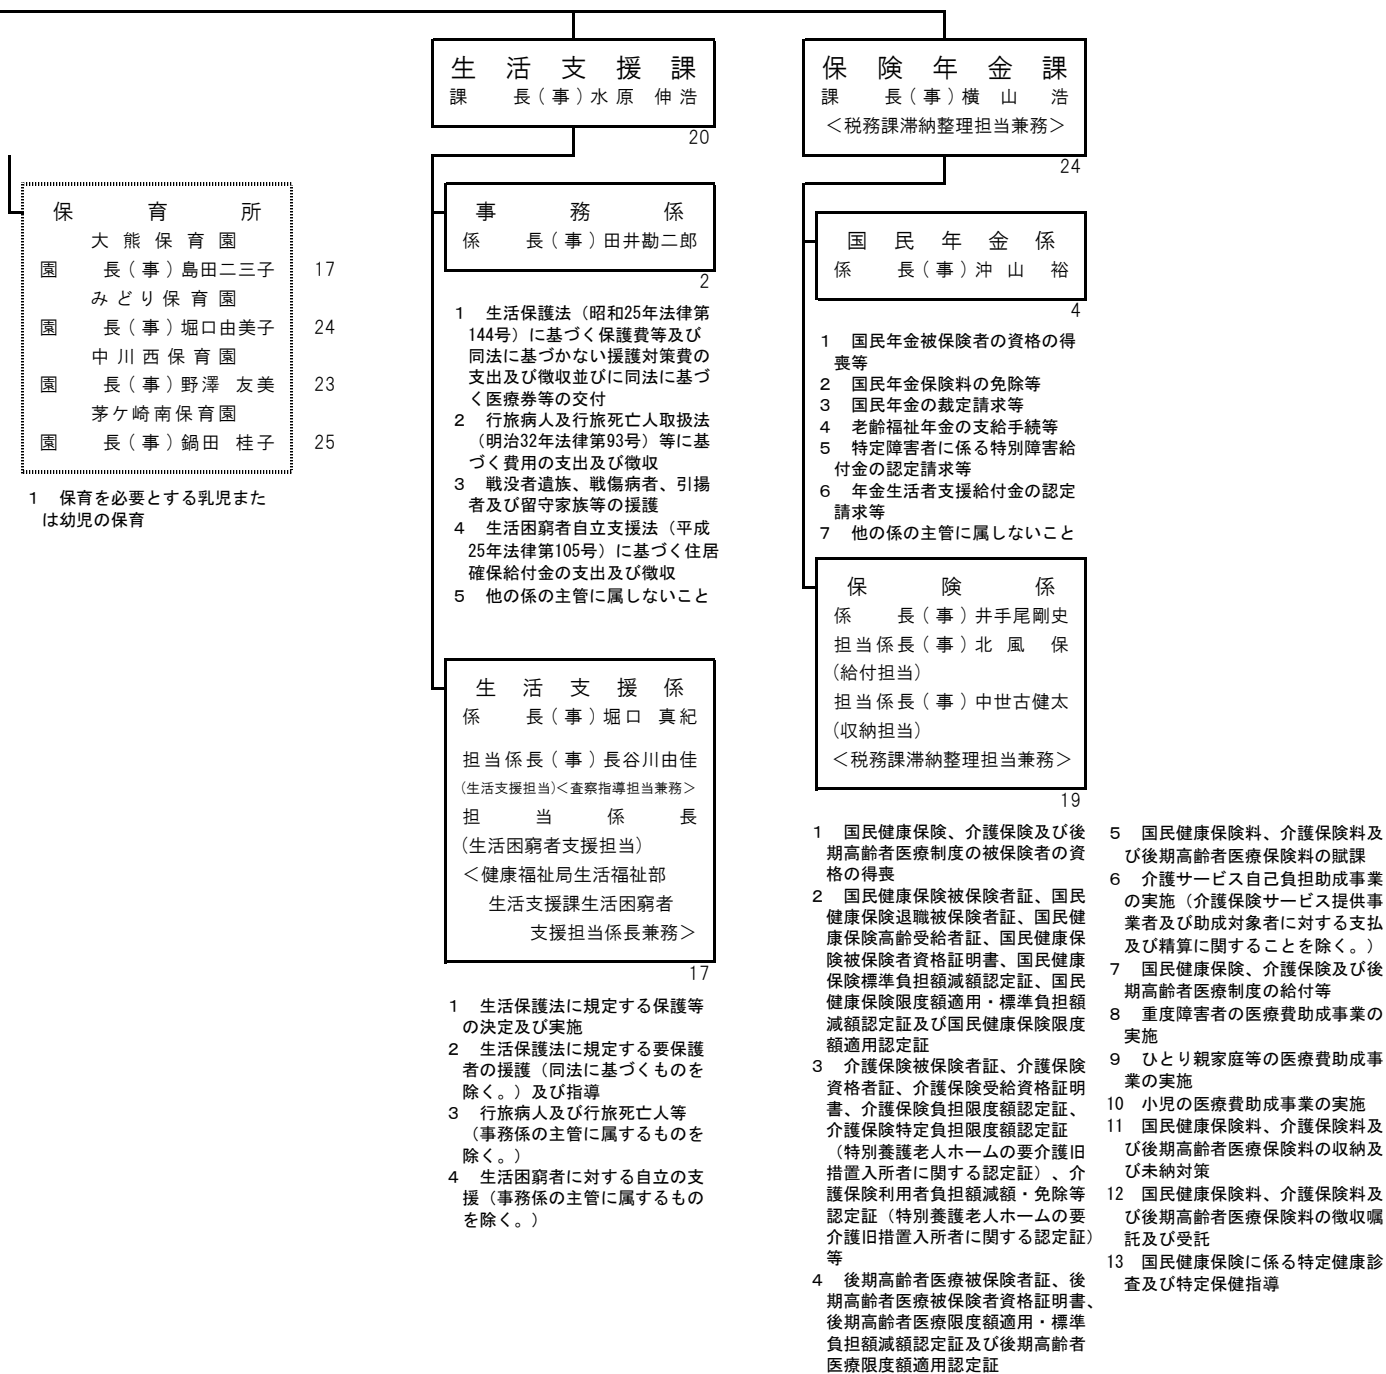 保育所
大熊保育園
園長(事)島田二三子 17
みどり保育園
園長(事)堀口由美子 24
中川西保育園
園長(事)野澤 友美 23
茅ケ崎南保育園
園長(事)鍋田 桂子 25
1 保育を必要とする乳児また
は幼児の保育
生活支援課
課長(事)水原 伸浩
20
事務係
係長(事)田井勘二郎
2
1 生活保護法(昭和25年法律第
144号)に基づく保護費等及び
同法に基づかない援護対策費の
支出及び徴収並びに同法に基づ
く医療券等の交付
2 行旅病人及行旅死亡人取扱法
(明治32年法律第93号)等に基
づく費用の支出及び徴収
3 戦没者遺族、戦傷病者、引揚
者及び留守家族等の援護
4 生活困窮者自立支援法(平成
25年法律第105号)に基づく住居
確保給付金の支出及び徴収
5 他の係の主管に属しないこと
生活支援係
係長(事)堀口 真紀
担当係長(事)長谷川由佳
(生活支援担当)<査察指導担当兼務>
担当係長
(生活困窮者支援担当)
<健康福祉局生活福祉部
生活支援課生活困窮者
支援担当係長兼務>
17
1 生活保護法に規定する保護等
の決定及び実施
2 生活保護法に規定する要保護
者の援護(同法に基づくものを
除く。)及び指導
3 行旅病人及び行旅死亡人等
(事務係の主管に属するものを
除く。)
4 生活困窮者に対する自立の支
援(事務係の主管に属するもの
を除く。)
保険年金課
課長(事)横山 浩
<税務課滞納整理担当兼務>
24
国民年金係
係長(事)沖山 裕
4
1 国民年金被保険者の資格の得
喪等
2 国民年金保険料の免除等
3 国民年金の裁定請求等
4 老齢福祉年金の支給手続等
5 特定障害者に係る特別障害給
付金の認定請求等
6 年金生活者支援給付金の認定
請求等
7 他の係の主管に属しないこと
保険係
係長(事)井手尾剛史
担当係長(事)北風 保
(給付担当)
担当係長(事)中世古健太
(収納担当)
<税務課滞納整理担当兼務>
19
1 国民健康保険、介護保険及び後
期高齢者医療制度の被保険者の資
格の得喪
2 国民健康保険被保険者証、国民
健康保険退職被保険者証、国民健
康保険高齢受給者証、国民健康保
険被保険者資格証明書、国民健康
保険標準負担額減額認定証、国民
健康保険限度額適用・標準負担額
減額認定証及び国民健康保険限度
額適用認定証
3 介護保険被保険者証、介護保険
資格者証、介護保険受給資格証明
書、介護保険負担限度額認定証、
介護保険特定負担限度額認定証
(特別養護老人ホームの要介護旧
措置入所者に関する認定証)、介
護保険利用者負担額減額・免除等
認定証(特別養護老人ホームの要
介護旧措置入所者に関する認定証)
等
4 後期高齢者医療被保険者証、後
期高齢者医療被保険者資格証明書、
後期高齢者医療限度額適用・標準
負担額減額認定証及び後期高齢者
医療限度額適用認定証
5 国民健康保険料、介護保険料及
び後期高齢者医療保険料の賦課
6 介護サービス自己負担助成事業
の実施(介護保険サービス提供事
業者及び助成対象者に対する支払
及び精算に関することを除く。)
7 国民健康保険、介護保険及び後
期高齢者医療制度の給付等
8 重度障害者の医療費助成事業の
実施
9 ひとり親家庭等の医療費助成事
業の実施
10 小児の医療費助成事業の実施
11 国民健康保険料、介護保険料及
び後期高齢者医療保険料の収納及
び未納対策
12 国民健康保険料、介護保険料及
び後期高齢者医療保険料の徴収嘱
託及び受託
13 国民健康保険に係る特定健康診
査及び特定保健指導